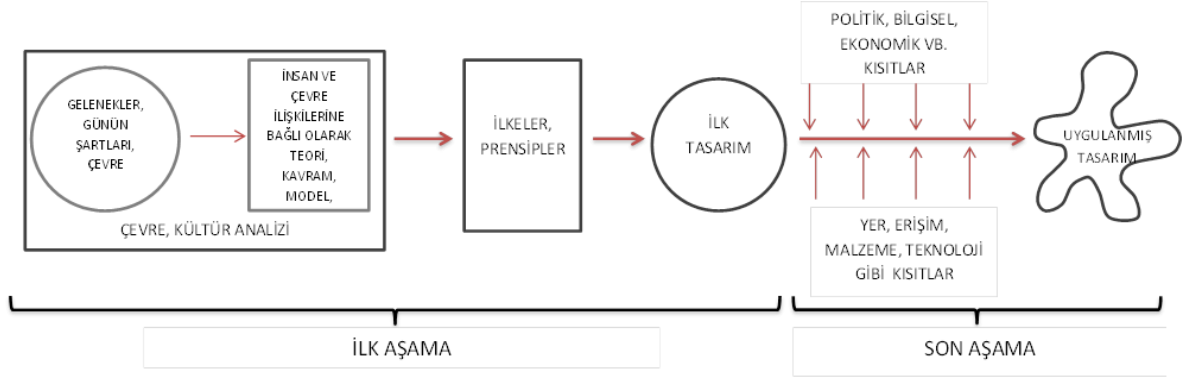 GELENEKLER,
GÜNÜN
ŞARTLARI,
ÇEVRE
İNSAN VE
ÇEVRE
İLİŞKİLERİNE
BAĞLI OLARAK
TEORİ,
KAVRAM,
MODEL,
ÇEVRE, KÜLTÜR ANALİZİ
İLKELER,
PRENSİPLER
İLK
TASARIM
POLİTİK, BİLGİSEL,
EKONOMİK VB.
KISITLAR
YER, ERİŞİM,
MALZEME, TEKNOLOJİ
GİBİ KISITLAR
UYGULANMIŞ
TASARIM
İLK AŞAMA
SON AŞAMA